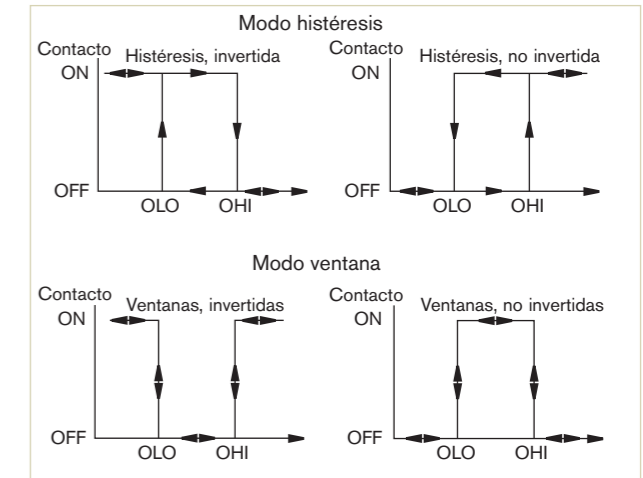 Modo histéresis
Contacto Histéresis, invertida
ON
OFF
OLO OHI
Contacto Histéresis, no invertida
ON
OFF
OLO OHI
Modo ventana
Contacto Ventanas, invertidas
ON
OFF
OLO OHI
Contacto Ventanas, no invertidas
ON
OFF
OLO OHI